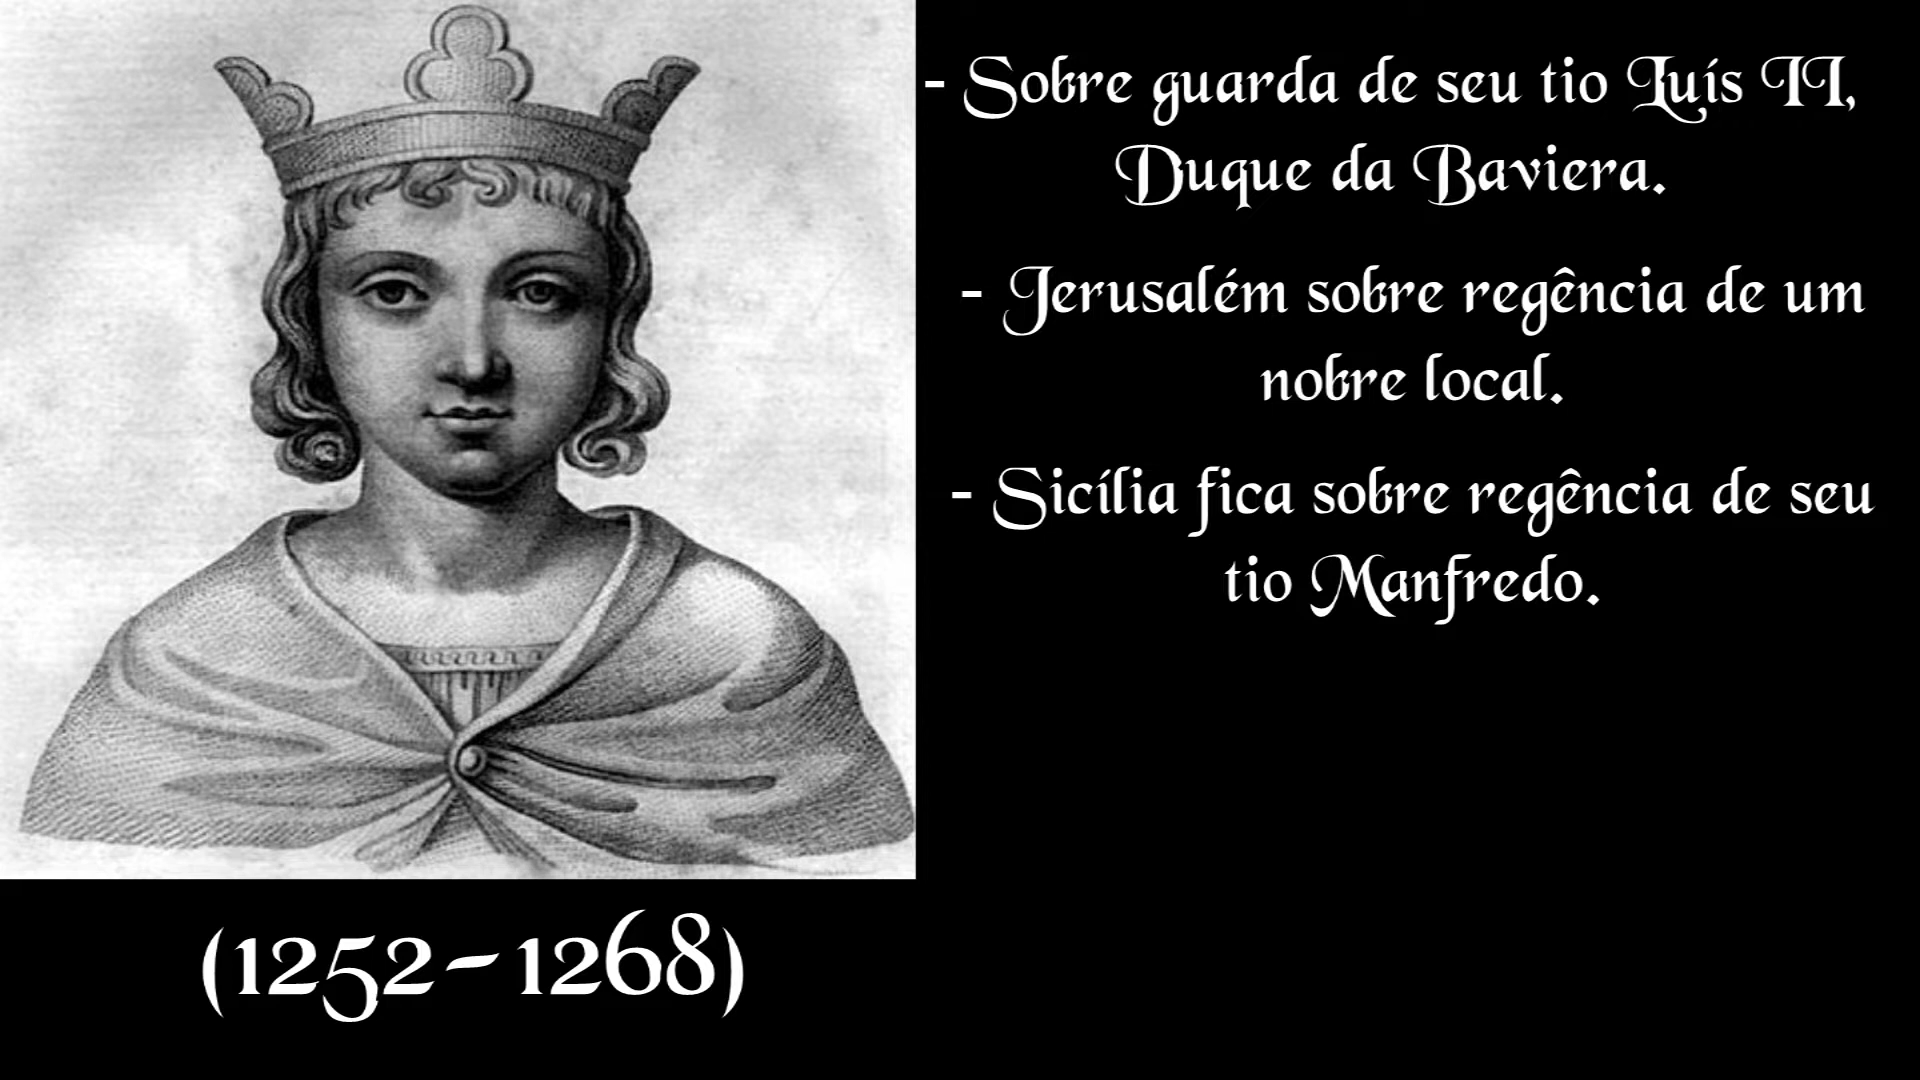 - Sobre guarda de seu tio Luís II,
Duque da Baviera.
- Jerusalém sobre regência de um
nobre local.
- Sicília fica sobre regência de seu
tio Manfredo.
(1252-1268)